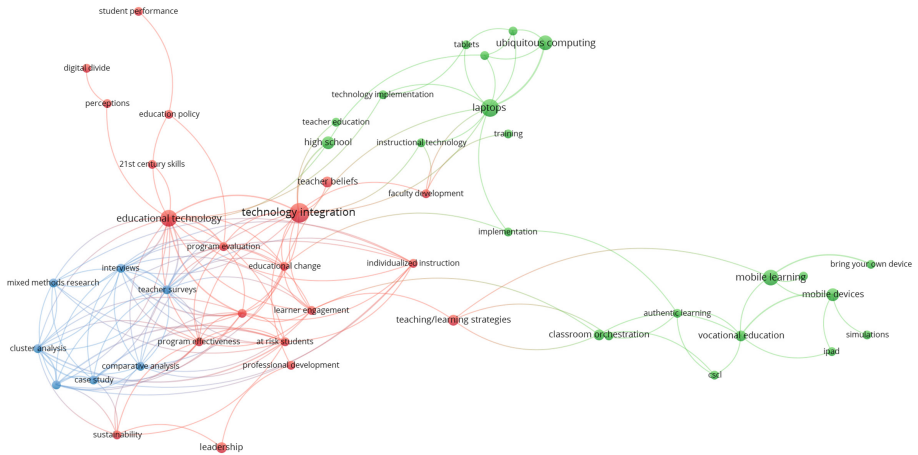 student performance
ubiquitous computing
tablets
digital divide
technology implementation
perceptions
laptops
education policy
teacher education
training
high school
instructional technology
21st century skills
teacher beliefs
faculty development
technology integration
educational technology
implementation
program evaluation
individualized instruction
bring your own device
interviews
educational change
mobile learning
mixed methods research
teacher surveys
mobile devices
learner engagement
authentic learning
teaching/learning strategies
classroom orchestration
vocational education
simulations
program effectiveness
at risk students
cluster analysis
ipad
comparative analysis
professional development
cscl
case study
sustainability
leadership